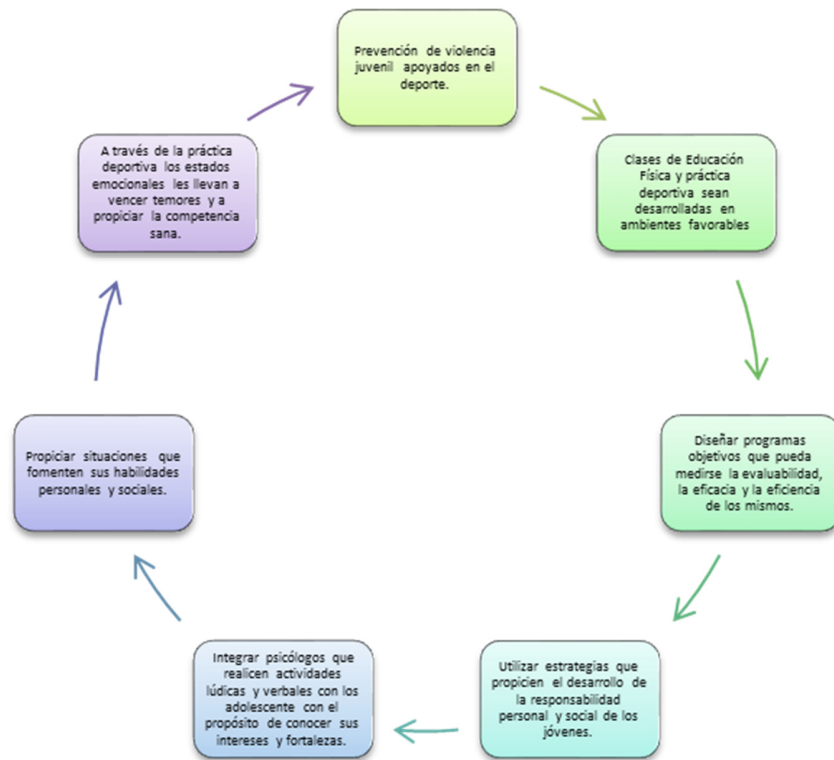 Prevención de violencia
juvenil apoyados en el
deporte.
Clases de Educación
Física y práctica
deportiva sean
desarrolladas en
ambientes favorables
Diseñar programas
objetivos que pueda
medirse la evaluabilidad,
la eficacia y la eficiencia
de los mismos.
Utilizar estrategias que
propicien el desarrollo de
la responsabilidad
personal y social de los
jóvenes.
Integrar psicólogos que
realicen actividades
lúdicas y verbales con los
adolescente con el
propósito de conocer sus
intereses y fortalezas.
Propiciar situaciones que
fomenten sus habilidades
personales y sociales.
A través de la práctica
deportiva los estados
emocionales les llevan a
vencer temores y a
propiciar la competencia
sana.